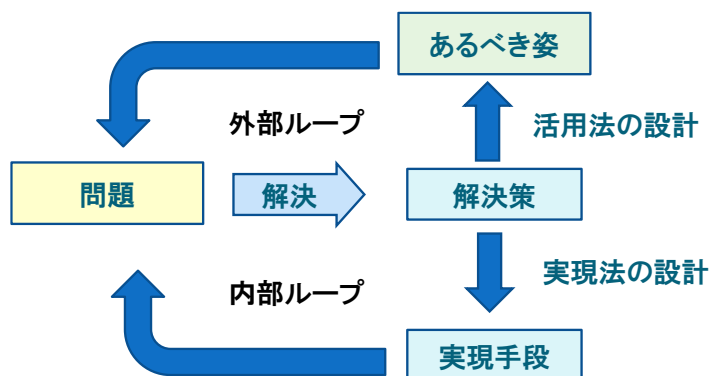 あるべき姿
外部ループ
活用法の設計
問題
解決
解決策
内部ループ
実現法の設計
実現手段